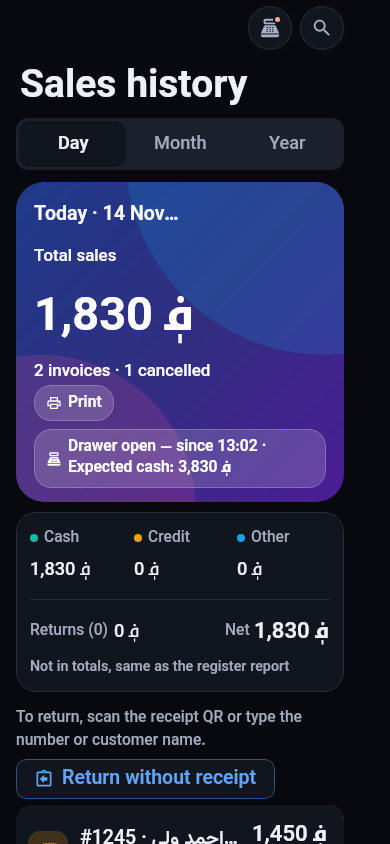 Sales history
Day Month Year
Today · 14 Nov…
Total sales
1,830 ؋
2 invoices · 1 cancelled
Print
Drawer open — since 13:02 ·
Expected cash: 3,830 ؋
Cash Credit Other
1,830 ؋ 0 ؋ 0 ؋
Returns (0) 0 ؋ Net 1,830 ؋
Not in totals, same as the register report
To return, scan the receipt QR or type the
number or customer name.
Return without receipt
#1245 · احمد ولی… 1,450 ؋